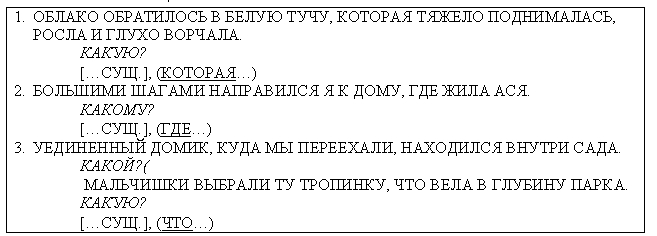 1. ОБЛАКО ОБРАТИЛОСЬ В БЕЛУЮ ТУЧУ, КОТОРАЯ ТЯЖЕЛО ПОДНИМАЛАСЬ,
РОСЛА И ГЛУХО ВОРЧАЛА.
КАКУЮ?
[…СУЩ.], (КОТОРАЯ…)
2. БОЛЬШИМИ ШАГАМИ НАПРАВИЛСЯ Я К ДОМУ, ГДЕ ЖИЛА АСЯ.
КАКОМУ?
[…СУЩ.], (ГДЕ…)
3. УЕДИНЕННЫЙ ДОМИК, КУДА МЫ ПЕРЕЕХАЛИ, НАХОДИЛСЯ ВНУТРИ САДА.
КАКОЙ?(
МАЛЬЧИШКИ ВЫБРАЛИ ТУ ТРОПИНКУ, ЧТО ВЕЛА В ГЛУБИНУ ПАРКА.
КАКУЮ?
[…СУЩ.], (ЧТО…)